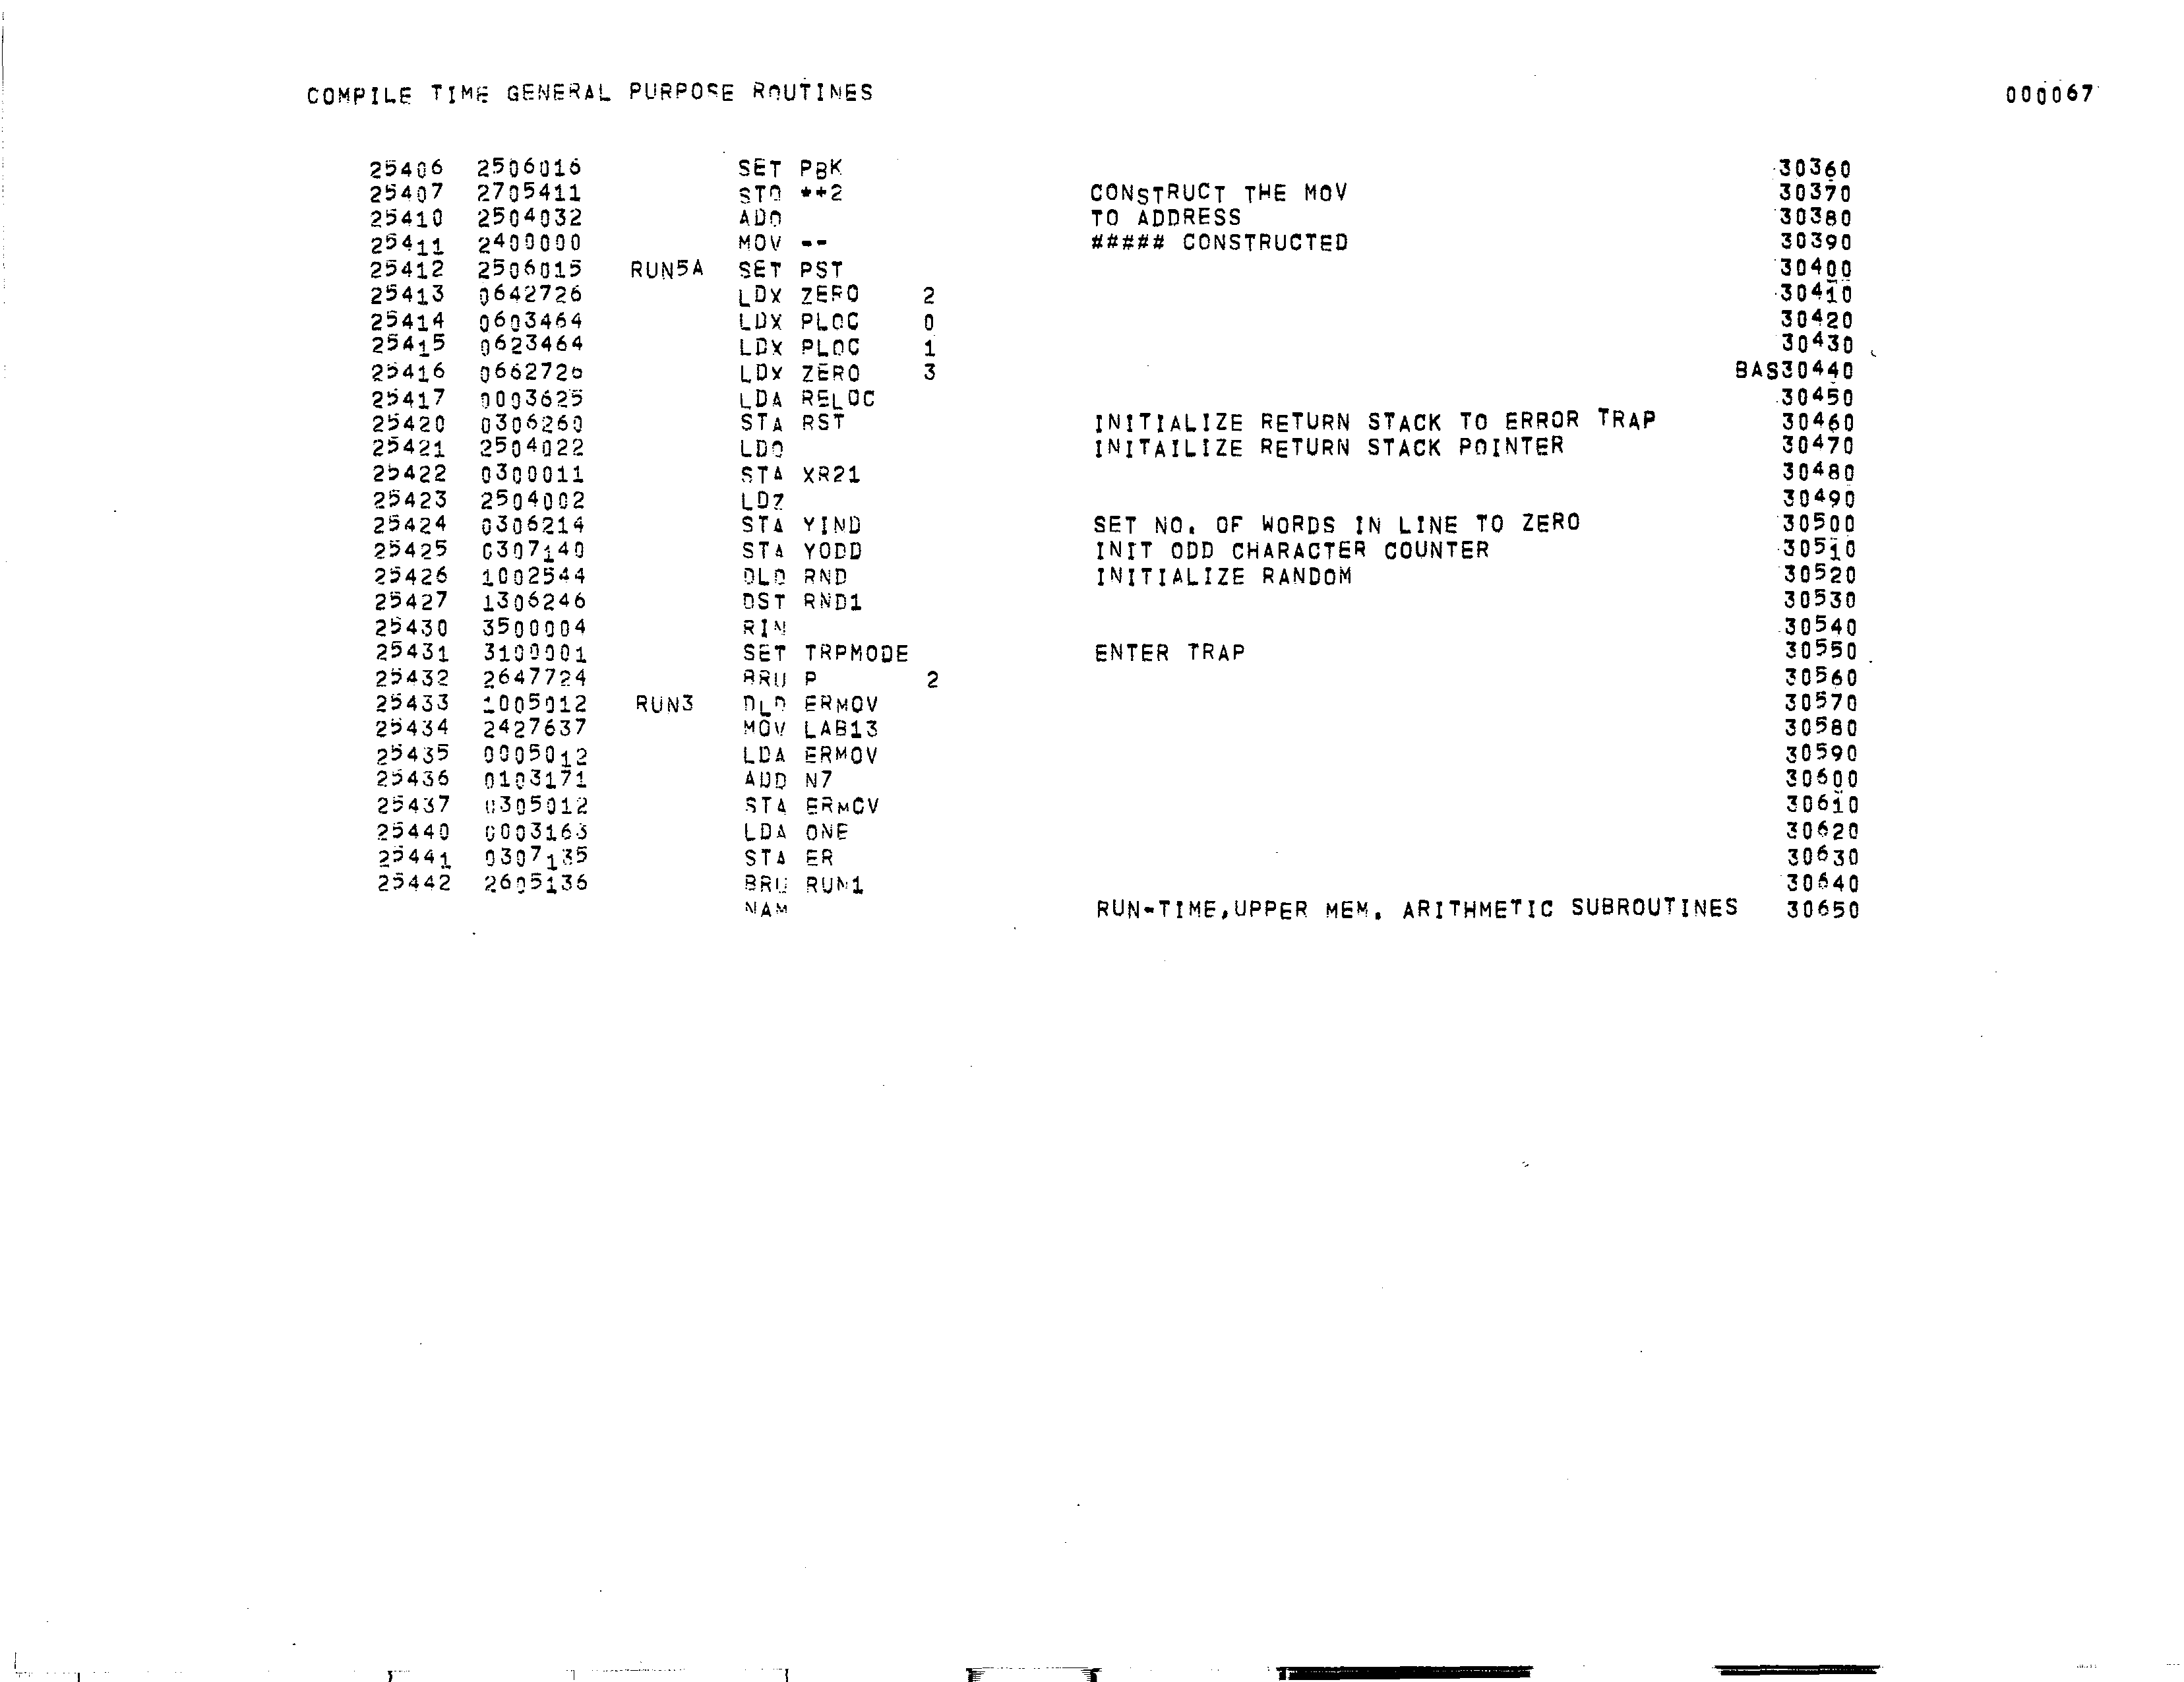 COMPILE TIME GENERAL PURPOSE ROUTINES 000067
25406 2506016 SET PBK 30360
25407 2705411 STO *+2 CONSTRUCT THE MOV 30370
25410 2504032 ADO TO ADDRESS 30380
25411 2400000 MOV -- ##### CONSTRUCTED 30390
25412 2506015 RUN5A SET PST 30400
25413 0642726 LDX ZERO 2 30410
25414 0603464 LDX PLOC 0 30420
25415 0623464 LDX PLOC 1 30430
25416 0662726 LDX ZERO 3 BAS30440
25417 0003625 LDA RELOC 30450
25420 0306260 STA RST INITIALIZE RETURN STACK TO ERROR TRAP 30460
25421 2504022 LDO INITAILIZE RETURN STACK POINTER 30470
25422 0300011 STA XR21 30480
25423 2504002 LDZ 30490
25424 0306214 STA YIND SET NO. OF WORDS IN LINE TO ZERO 30500
25425 0307140 STA YODD INIT ODD CHARACTER COUNTER 30510
25426 1002544 DLD RND INITIALIZE RANDOM 30520
25427 1306246 DST RND1 30530
25430 3500004 RIM 30540
25431 3100001 SET TRPMODE ENTER TRAP 30550
25432 2647724 BRU P 2 30560
25433 1005012 RUN3 DLD ERMOV 30570
25434 2427637 MOV LAB13 30580
25435 0005012 LDA ERMOV 30590
25436 0103171 ADD N7 30600
25437 0305012 STA ERMOV 30610
25440 0003163 LDA ONE 30620
25441 0307135 STA ER 30630
25442 2605136 BRU RUN1 30640
NAM RUN-TIME,UPPER MEM. ARITHMETIC SUBROUTINES 30650